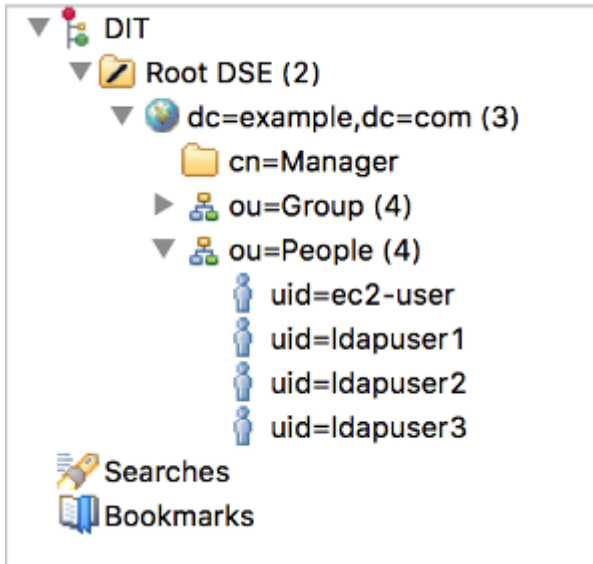 DIT
Root DSE (2)
dc=example,dc=com (3)
cn=Manager
ou=Group (4)
ou=People (4)
uid=ec2-user
uid=ldapuser1
uid=ldapuser2
uid=ldapuser3
Searches
Bookmarks